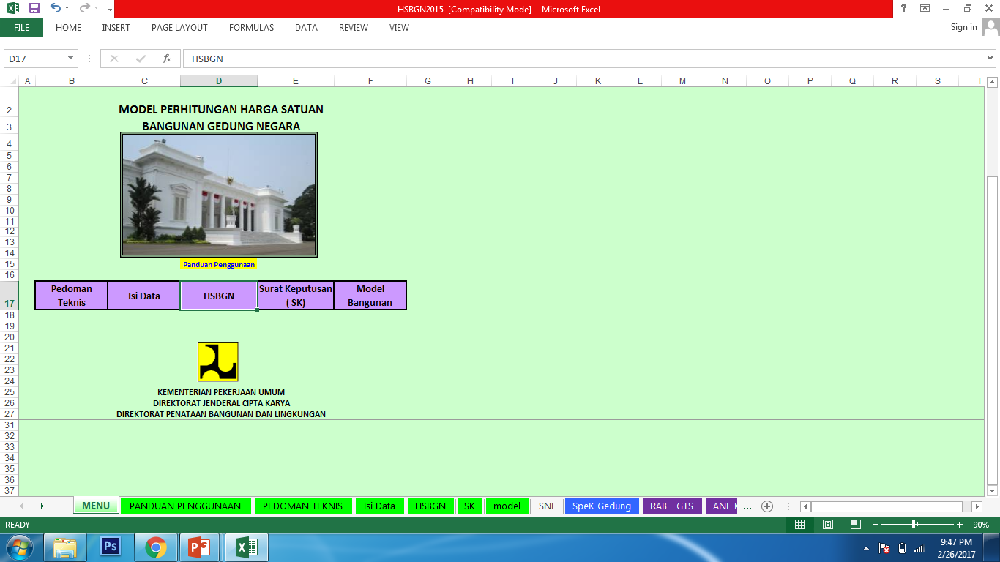 HSBGN2015 [Compatibility Mode] - Microsoft Excel
FILE HOME INSERT PAGE LAYOUT FORMULAS DATA REVIEW VIEW Sign in
D17 fx HSBGN
A B C D E F G H I J K L M N O P Q R S T
2 MODEL PERHITUNGAN HARGA SATUAN
3 BANGUNAN GEDUNG NEGARA
4
5
6
7
8
9
10
11
12
13
14
15 Panduan Penggunaan
16
17 Pedoman Teknis Isi Data HSBGN Surat Keputusan ( SK) Model Bangunan
18
19
20
21
22
23
24
25 KEMENTERIAN PEKERJAAN UMUM
26 DIREKTORAT JENDERAL CIPTA KARYA
27 DIREKTORAT PENATAAN BANGUNAN DAN LINGKUNGAN
31
32
33
34
35
36
37
MENU PANDUAN PENGGUNAAN PEDOMAN TEKNIS Isi Data HSBGN SK model SNI SpeK Gedung RAB - GTS ANL-K ...
READY 90%
Ps
9:47 PM
2/26/2017